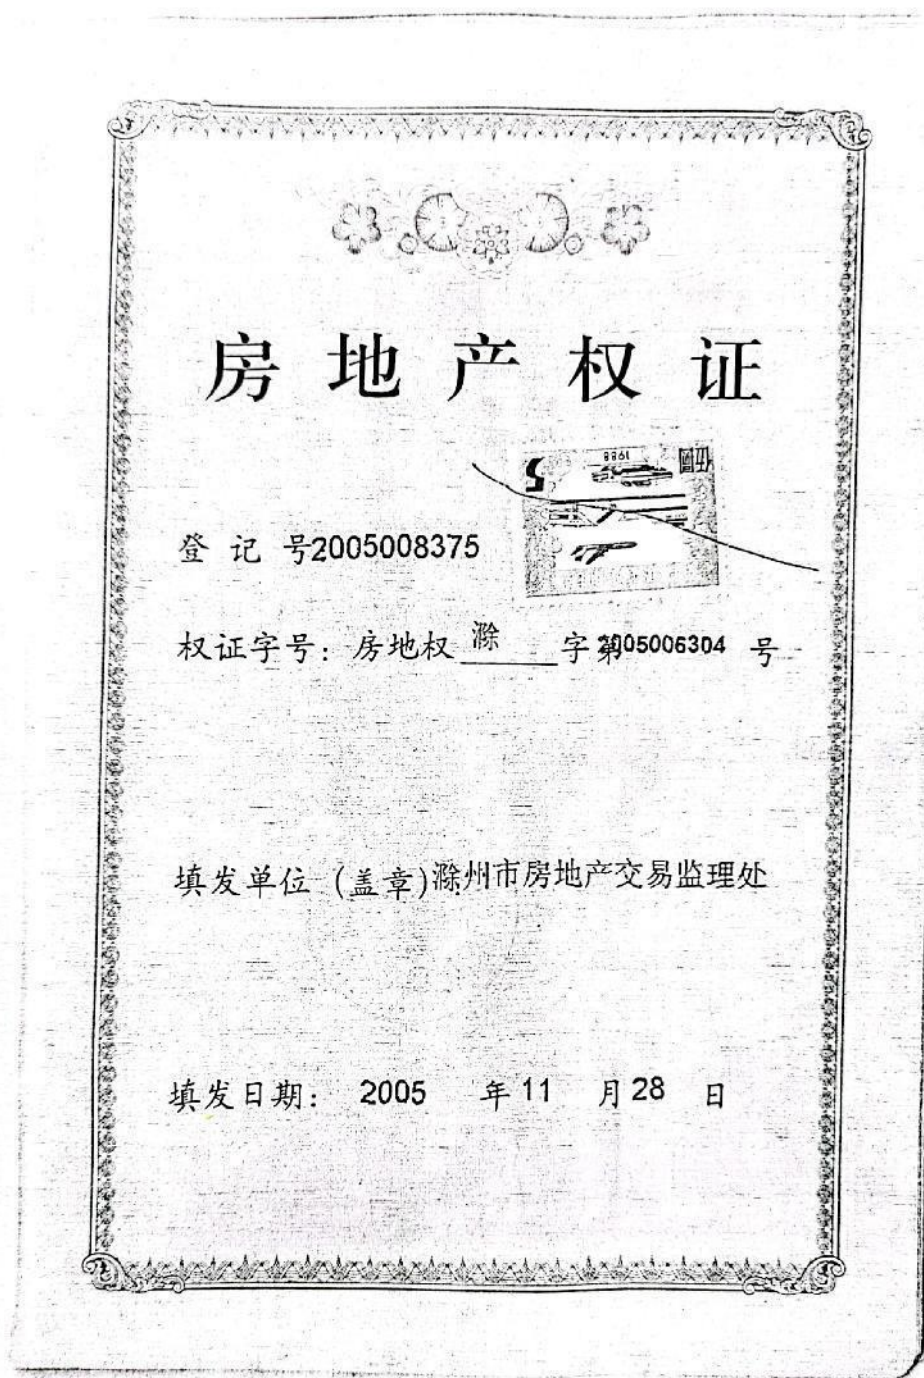 房地产权证
1988
5
登记号2005008375
权证字号：房地权 滁 字第2005006304 号
填发单位（盖章）：滁州市房地产交易监理处
填发日期： 2005 年11 月28 日